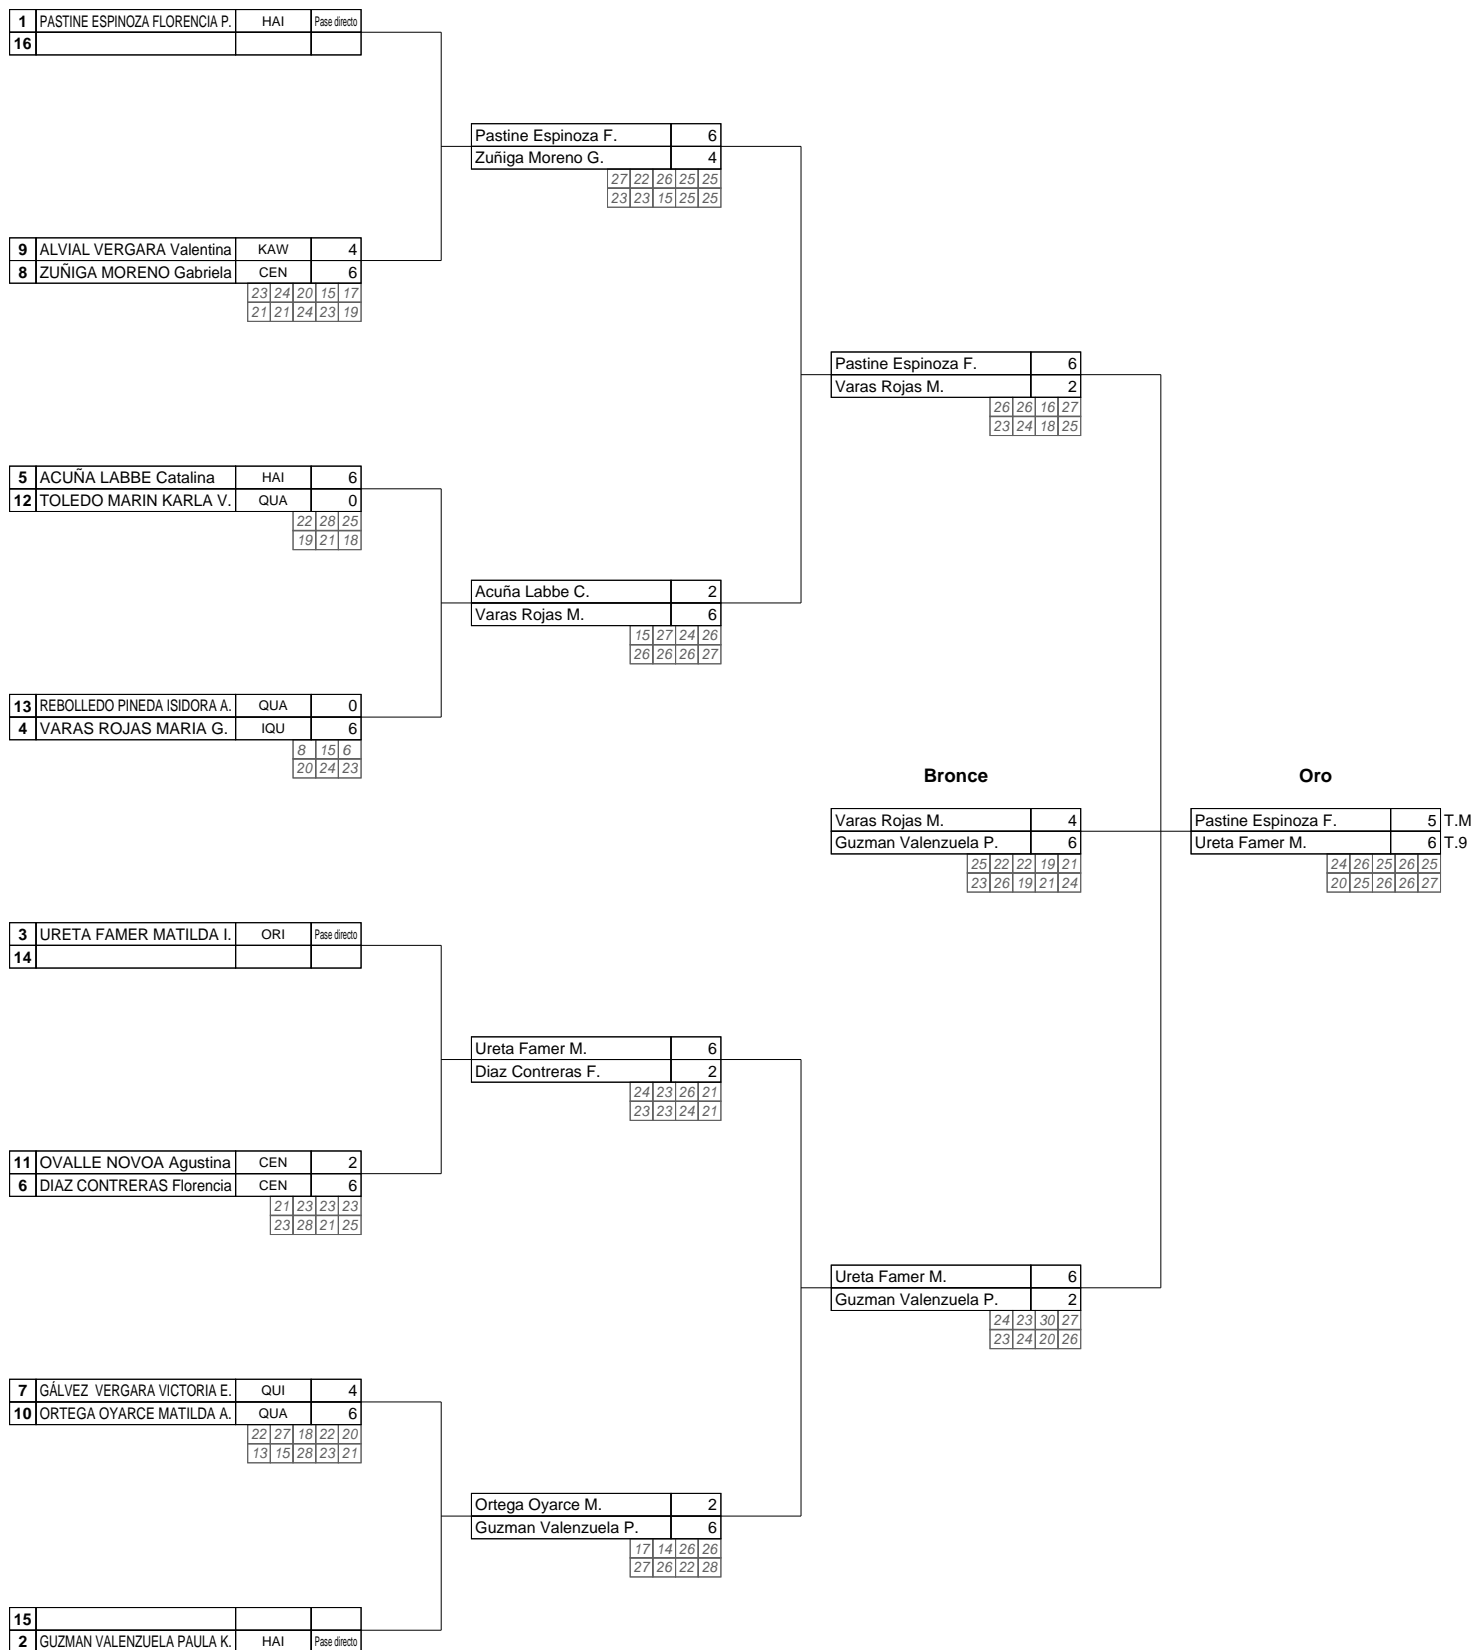 1 PASTINE ESPINOZA FLORENCIA P. HAI Pase directo
16
Pastine Espinoza F. 6
Zuñiga Moreno G. 4
27 22 26 25 25
23 23 15 25 25
9 ALVIAL VERGARA Valentina KAW 4
8 ZUÑIGA MORENO Gabriela CEN 6
23 24 20 15 17
21 21 24 23 19
Pastine Espinoza F. 6
Varas Rojas M. 2
26 26 16 27
23 24 18 25
5 ACUÑA LABBE Catalina HAI 6
12 TOLEDO MARIN KARLA V. QUA 0
22 28 25
19 21 18
Acuña Labbe C. 2
Varas Rojas M. 6
15 27 24 26
26 26 26 27
13 REBOLLEDO PINEDA ISIDORA A. QUA 0
4 VARAS ROJAS MARIA G. IQU 6
8 15 6
20 24 23
Bronce Oro
Varas Rojas M. 4 Pastine Espinoza F. 5 T.M
Guzman Valenzuela P. 6 Ureta Famer M. 6 T.9
25 22 22 19 21 24 26 25 26 25
23 26 19 21 24 20 25 26 26 27
3 URETA FAMER MATILDA I. ORI Pase directo
14
Ureta Famer M. 6
Diaz Contreras F. 2
24 23 26 21
23 23 24 21
11 OVALLE NOVOA Agustina CEN 2
6 DIAZ CONTRERAS Florencia CEN 6
21 23 23 23
23 28 21 25
Ureta Famer M. 6
Guzman Valenzuela P. 2
24 23 30 27
23 24 20 26
7 GÁLVEZ VERGARA VICTORIA E. QUI 4
10 ORTEGA OYARCE MATILDA A. QUA 6
22 27 18 22 20
13 15 28 23 21
Ortega Oyarce M. 2
Guzman Valenzuela P. 6
17 14 26 26
27 26 22 28
15
2 GUZMAN VALENZUELA PAULA K. HAI Pase directo